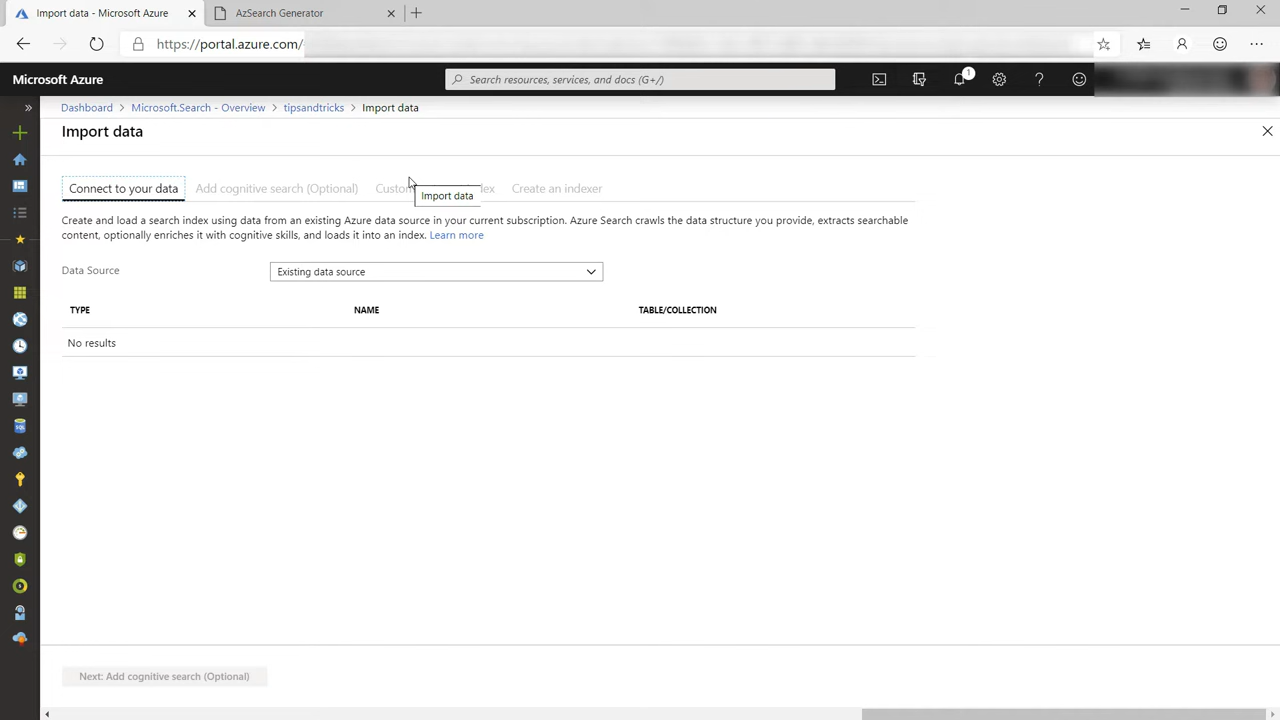 Import data - Microsoft Azure
AzSearch Generator
https://portal.azure.com/
Microsoft Azure
Search resources, services, and docs (G+/)
1
Dashboard > Microsoft.Search - Overview > tipsandtricks > Import data
Import data
Connect to your data
Add cognitive search (Optional)
Custom
ex
Create an indexer
Import data
Create and load a search index using data from an existing Azure data source in your current subscription. Azure Search crawls the data structure you provide, extracts searchable
content, optionally enriches it with cognitive skills, and loads it into an index. Learn more
Data Source
Existing data source
TYPE
NAME
TABLE/COLLECTION
No results
Next: Add cognitive search (Optional)